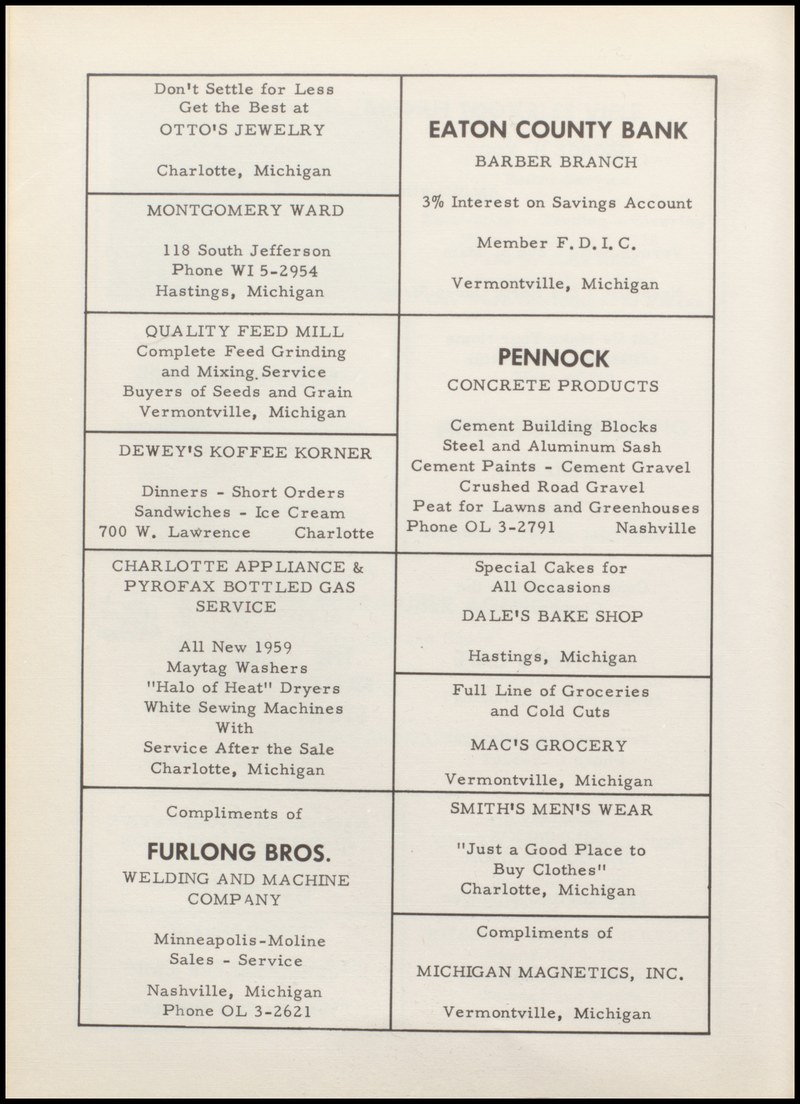 Don't Settle for Less
Get the Best at
OTTO'S JEWELRY
Charlotte, Michigan
MONTGOMERY WARD
118 South Jefferson
Phone WI 5-2954
Hastings, Michigan
QUALITY FEED MILL
Complete Feed Grinding
and Mixing Service
Buyers of Seeds and Grain
Vermontville, Michigan
DEWEY'S KOFFEE KORNER
Dinners - Short Orders
Sandwiches - Ice Cream
700 W. Lawrence Charlotte
CHARLOTTE APPLIANCE &
PYROFAX BOTTLED GAS
SERVICE
All New 1959
Maytag Washers
"Halo of Heat" Dryers
White Sewing Machines
With
Service After the Sale
Charlotte, Michigan
Compliments of
FURLONG BROS.
WELDING AND MACHINE
COMPANY
Minneapolis-Moline
Sales - Service
Nashville, Michigan
Phone OL 3-2621
EATON COUNTY BANK
BARBER BRANCH
3% Interest on Savings Account
Member F.D.I.C.
Vermontville, Michigan
PENNOCK
CONCRETE PRODUCTS
Cement Building Blocks
Steel and Aluminum Sash
Cement Paints - Cement Gravel
Crushed Road Gravel
Peat for Lawns and Greenhouses
Phone OL 3-2791 Nashville
Special Cakes for
All Occasions
DALE'S BAKE SHOP
Hastings, Michigan
Full Line of Groceries
and Cold Cuts
MAC'S GROCERY
Vermontville, Michigan
SMITH'S MEN'S WEAR
"Just a Good Place to
Buy Clothes"
Charlotte, Michigan
Compliments of
MICHIGAN MAGNETICS, INC.
Vermontville, Michigan